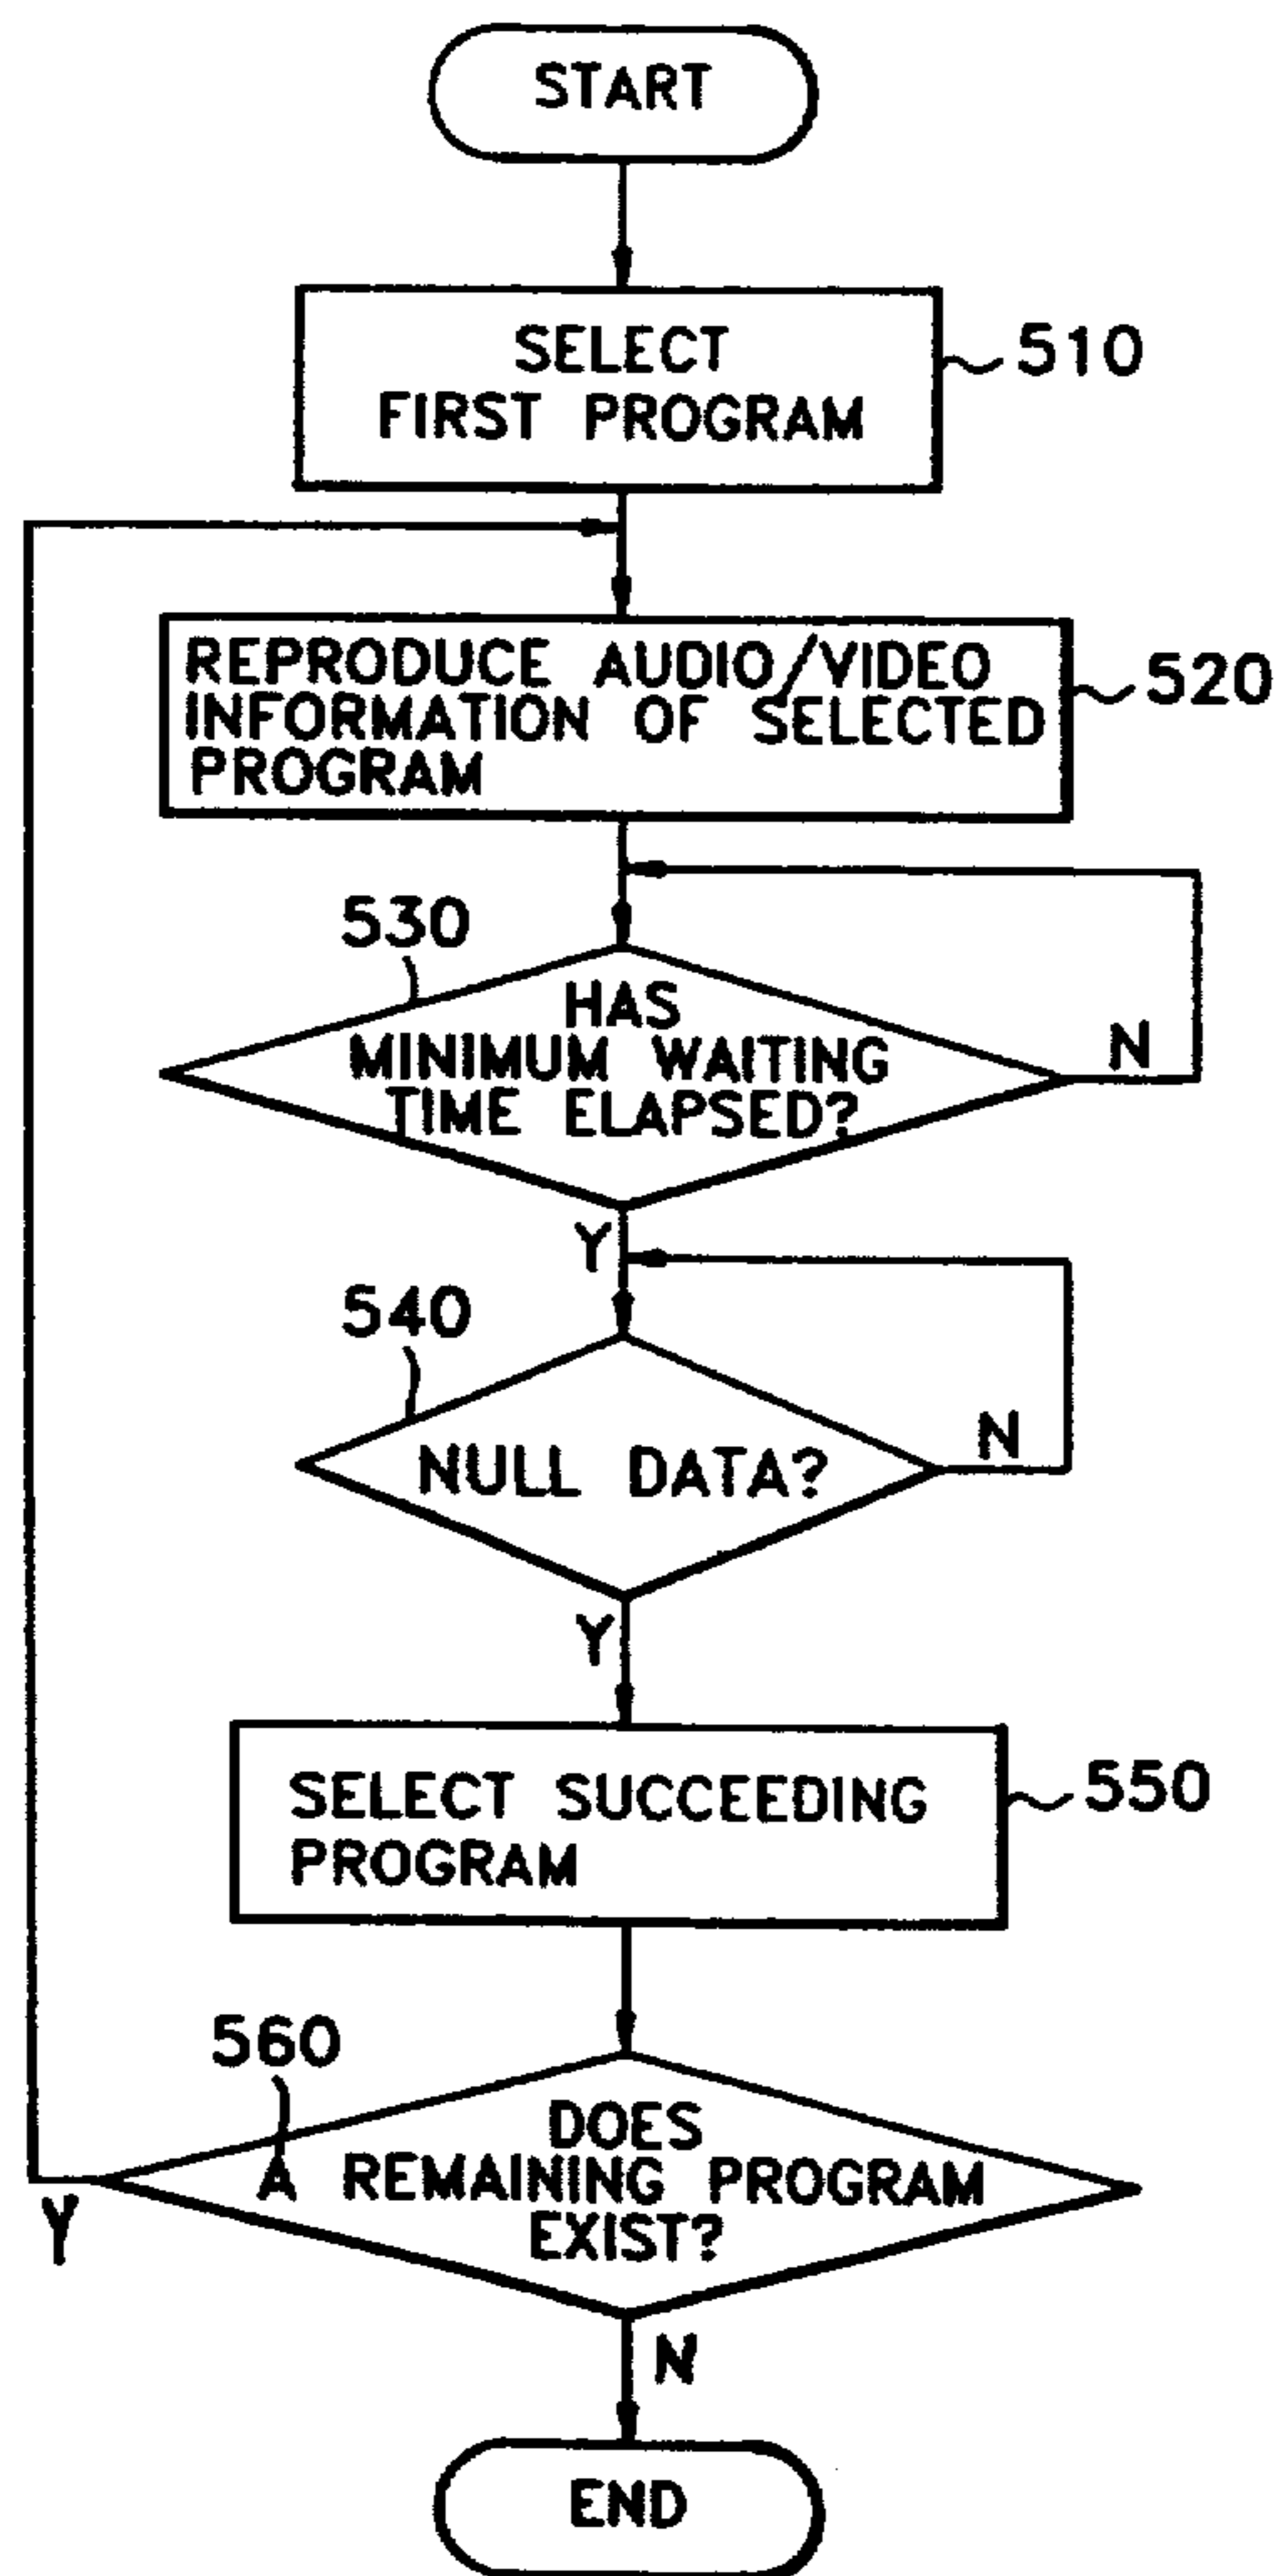 START
SELECT
FIRST PROGRAM
510
REPRODUCE AUDIO/VIDEO
INFORMATION OF SELECTED
PROGRAM
520
530
HAS
MINIMUM WAITING
TIME ELAPSED?
N
Y
540
NULL DATA?
N
Y
SELECT SUCCEEDING
PROGRAM
550
560
DOES
A REMAINING PROGRAM
EXIST?
Y
N
END